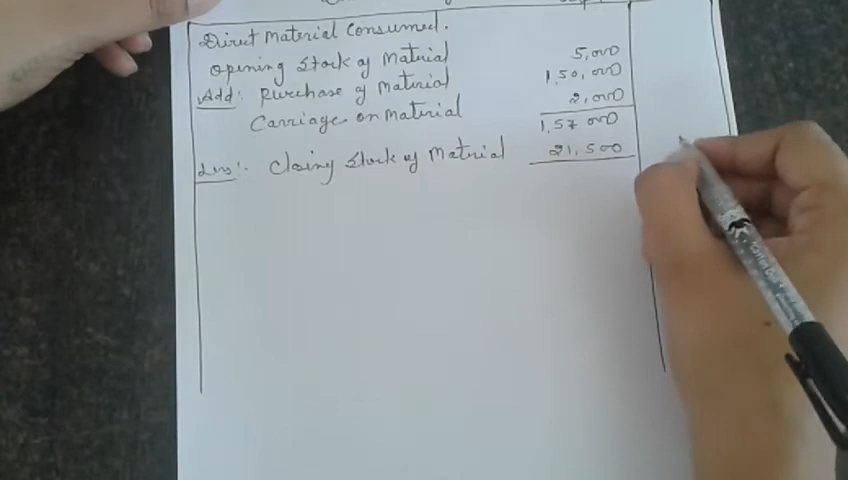 Direct Material Consumed.
Opening Stock of Material 5,000
Add: Purchase of Material 1,50,000
Carriage on Material 2,000
1,57,000
Less:- Closing Stock of Material 21,500